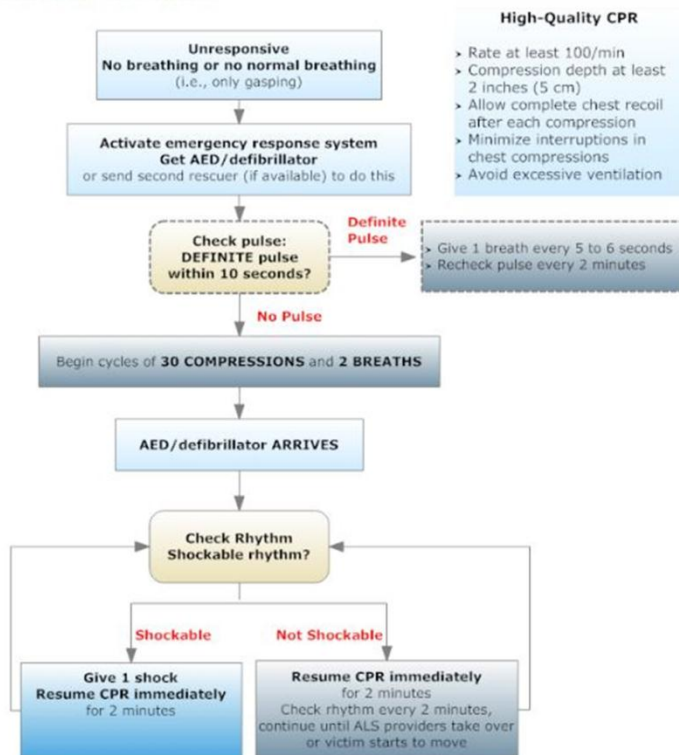 Unresponsive
No breathing or no normal breathing
(i.e., only gasping)
High-Quality CPR
➤ Rate at least 100/min
➤ Compression depth at least
2 inches (5 cm)
➤ Allow complete chest recoil
after each compression
➤ Minimize interruptions in
chest compressions
➤ Avoid excessive ventilation
Activate emergency response system
Get AED/defibrillator
or send second rescuer (if available) to do this
Check pulse:
DEFINITE pulse
within 10 seconds?
Definite
Pulse
➤ Give 1 breath every 5 to 6 seconds
➤ Recheck pulse every 2 minutes
No Pulse
Begin cycles of 30 COMPRESSIONS and 2 BREATHS
AED/defibrillator ARRIVES
Check Rhythm
Shockable rhythm?
Shockable
Not Shockable
Give 1 shock
Resume CPR immediately
for 2 minutes
Resume CPR immediately
for 2 minutes
Check rhythm every 2 minutes,
continue until ALS providers take over
or victim starts to move